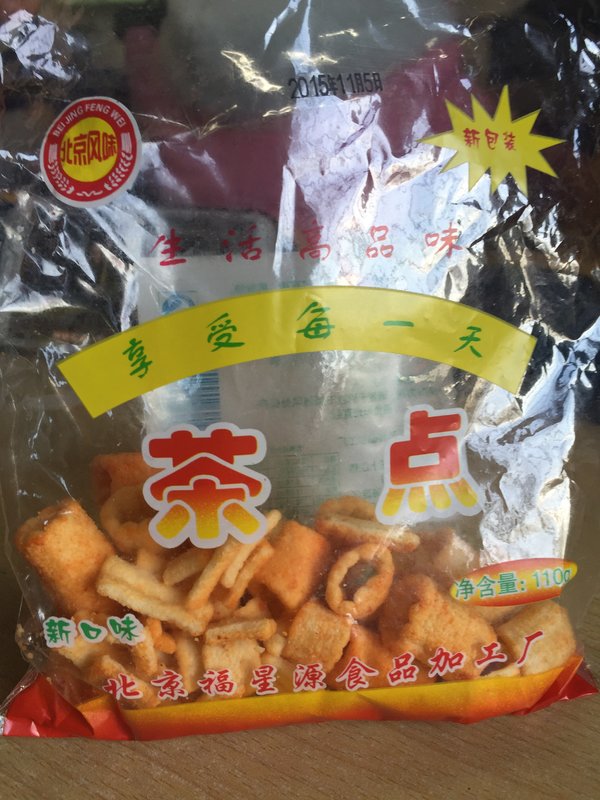 2015年11月5日
BEI JING FENG WEI
北京风味
新包装
生活高品味
享受每一天
茶点
净含量：110g
新口味
北京福星源食品加工厂